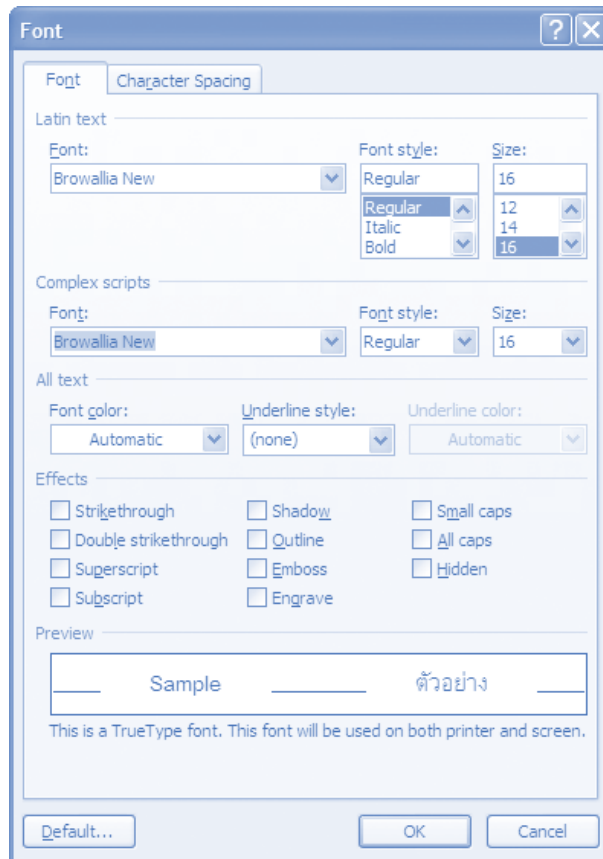 Font
Font Character Spacing
Latin text
Font: Font style: Size:
Browallia New Regular 16
Regular 12
Italic 14
Bold 16
Complex scripts
Font: Font style: Size:
Browallia New Regular 16
All text
Font color: Underline style: Underline color:
Automatic (none) Automatic
Effects
Strikethrough Shadow Small caps
Double strikethrough Outline All caps
Superscript Emboss Hidden
Subscript Engrave
Preview
Sample ตัวอย่าง
This is a TrueType font. This font will be used on both printer and screen.
Default... OK Cancel